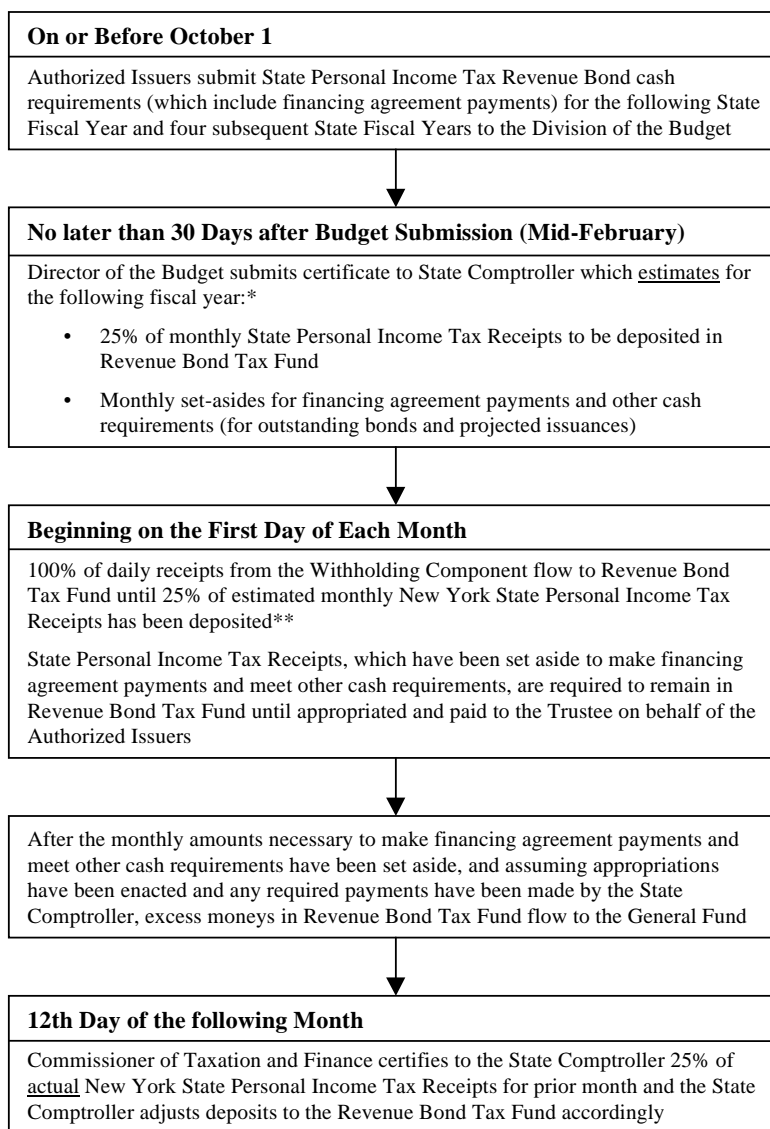 On or Before October 1
Authorized Issuers submit State Personal Income Tax Revenue Bond cash
requirements (which include financing agreement payments) for the following State
Fiscal Year and four subsequent State Fiscal Years to the Division of the Budget
No later than 30 Days after Budget Submission (Mid-February)
Director of the Budget submits certificate to State Comptroller which estimates for
the following fiscal year:*
• 25% of monthly State Personal Income Tax Receipts to be deposited in
Revenue Bond Tax Fund
• Monthly set-asides for financing agreement payments and other cash
requirements (for outstanding bonds and projected issuances)
Beginning on the First Day of Each Month
100% of daily receipts from the Withholding Component flow to Revenue Bond
Tax Fund until 25% of estimated monthly New York State Personal Income Tax
Receipts has been deposited**
State Personal Income Tax Receipts, which have been set aside to make financing
agreement payments and meet other cash requirements, are required to remain in
Revenue Bond Tax Fund until appropriated and paid to the Trustee on behalf of the
Authorized Issuers
After the monthly amounts necessary to make financing agreement payments and
meet other cash requirements have been set aside, and assuming appropriations
have been enacted and any required payments have been made by the State
Comptroller, excess moneys in Revenue Bond Tax Fund flow to the General Fund
12th Day of the following Month
Commissioner of Taxation and Finance certifies to the State Comptroller 25% of
actual New York State Personal Income Tax Receipts for prior month and the State
Comptroller adjusts deposits to the Revenue Bond Tax Fund accordingly